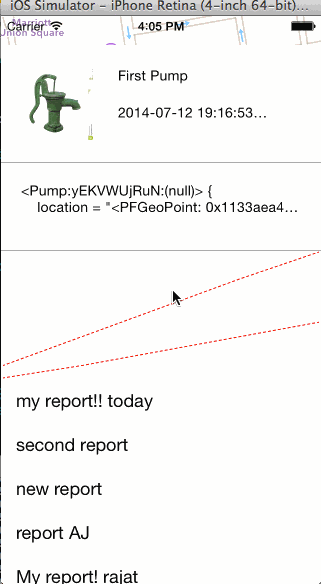 iOS Simulator - iPhone Retina (4-inch 64-bit)...
Marriott
Union Square
Carrier 4:05 PM
First Pump
2014-07-12 19:16:53...
<Pump:yEKVWUjRuN:(null)> {
location = "<PFGeoPoint: 0x1133aea4...
my report!! today
second report
new report
report AJ
My report! rajat